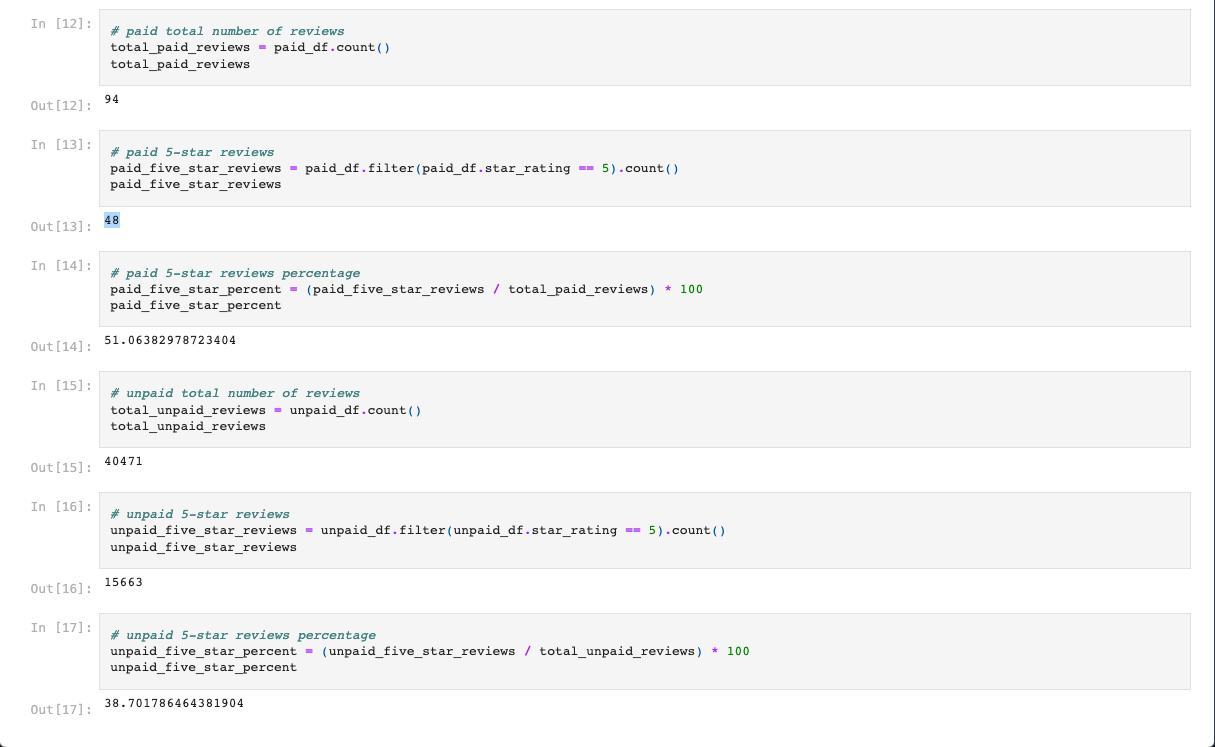 In [12]:
# paid total number of reviews
total_paid_reviews = paid_df.count()
total_paid_reviews
Out[12]:
94
In [13]:
# paid 5-star reviews
paid_five_star_reviews = paid_df.filter(paid_df.star_rating == 5).count()
paid_five_star_reviews
Out[13]:
48
In [14]:
# paid 5-star reviews percentage
paid_five_star_percent = (paid_five_star_reviews / total_paid_reviews) * 100
paid_five_star_percent
Out[14]:
51.06382978723404
In [15]:
# unpaid total number of reviews
total_unpaid_reviews = unpaid_df.count()
total_unpaid_reviews
Out[15]:
40471
In [16]:
# unpaid 5-star reviews
unpaid_five_star_reviews = unpaid_df.filter(unpaid_df.star_rating == 5).count()
unpaid_five_star_reviews
Out[16]:
15663
In [17]:
# unpaid 5-star reviews percentage
unpaid_five_star_percent = (unpaid_five_star_reviews / total_unpaid_reviews) * 100
unpaid_five_star_percent
Out[17]:
38.701786464381904